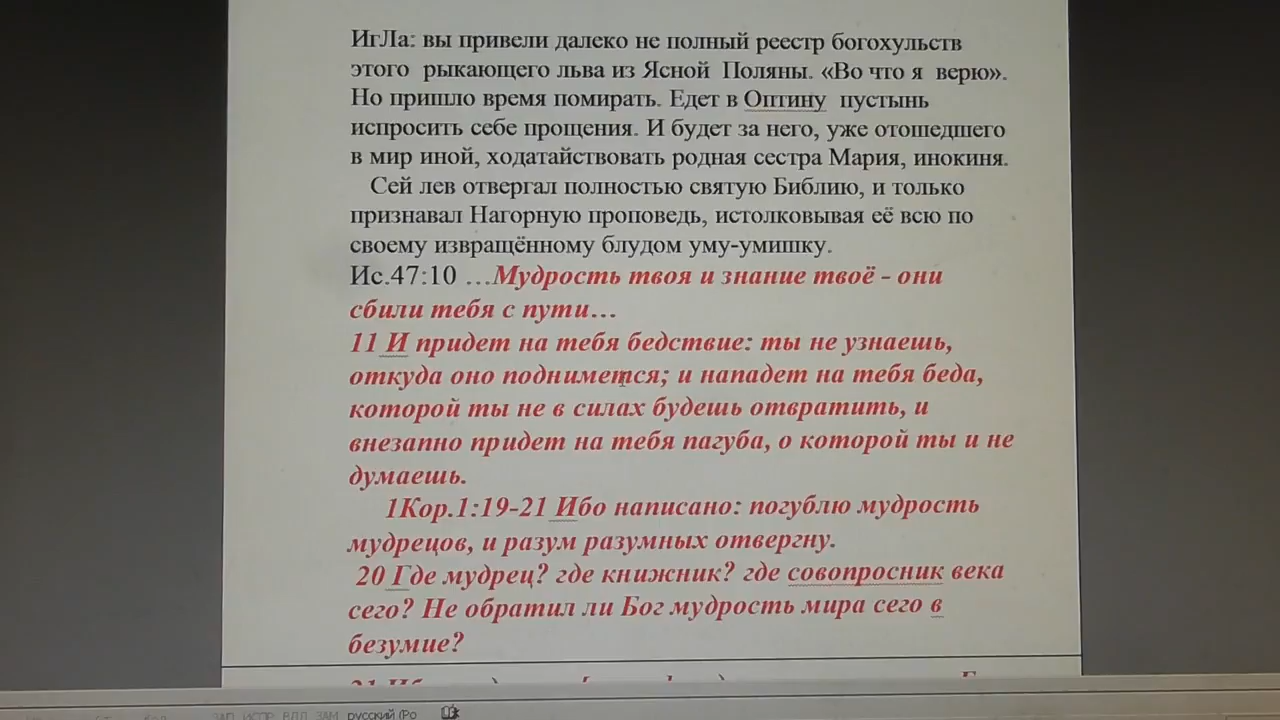 ИгЛа: вы привели далеко не полный реестр богохульств
этого рыкающего льва из Ясной Поляны. «Во что я верю».
Но пришло время помирать. Едет в Оптину пустынь
испросить себе прощения. И будет за него, уже отошедшего
в мир иной, ходатайствовать родная сестра Мария, инокиня.
Сей лев отвергал полностью святую Библию, и только
признавал Нагорную проповедь, истолковывая её всю по
своему извращённому блудом уму-умишку.
Ис.47:10 …Мудрость твоя и знание твоё - они
сбили тебя с пути…
11 И придет на тебя бедствие: ты не узнаешь,
откуда оно поднимется; и нападет на тебя беда,
которой ты не в силах будешь отвратить, и
внезапно придет на тебя пагуба, о которой ты и не
думаешь.
1Кор.1:19-21 Ибо написано: погублю мудрость
мудрецов, и разум разумных отвергну.
20 Где мудрец? где книжник? где совопросник века
сего? Не обратил ли Бог мудрость мира сего в
безумие?
ЗАП ИСПР ВДЛ ЗАМ русский (Ро